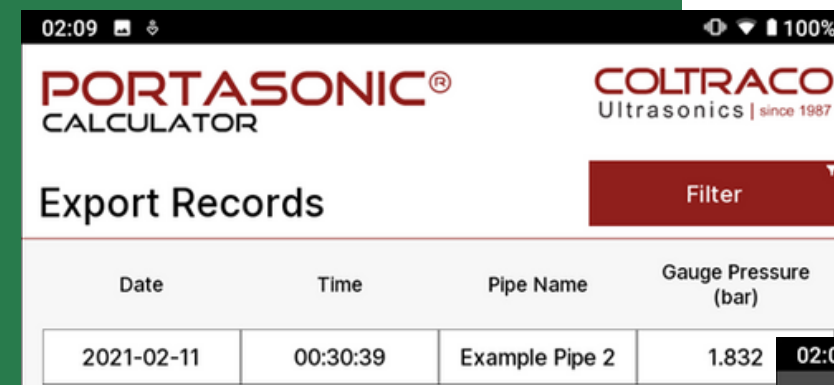 02:09 100%
PORTASONIC®
CALCULATOR
COLTRACO
Ultrasonics | since 1987
Export Records
Filter
Date Time Pipe Name Gauge Pressure (bar)
2021-02-11 00:30:39 Example Pipe 2 1.832